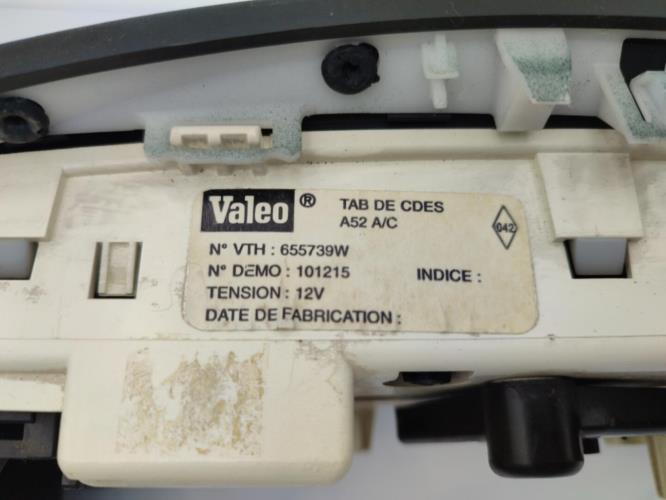 Valeo ® TAB DE CDES
A52 A/C
042
N° VTH : 655739W
N° DEMO : 101215 INDICE :
TENSION : 12V
DATE DE FABRICATION :